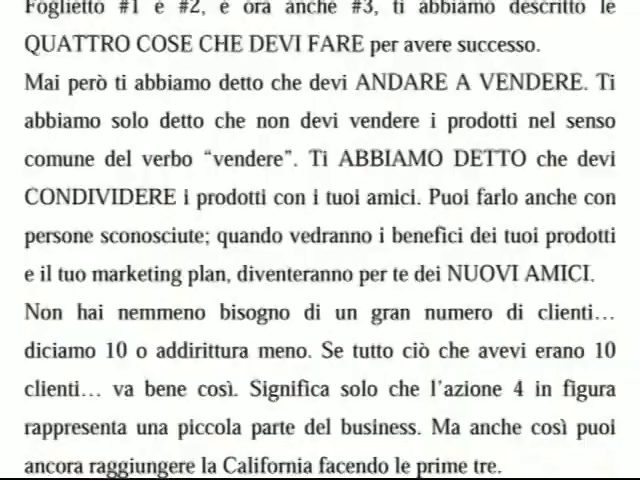 Foglietto #1 e #2, e ora anche #3, ti abbiamo descritto le
QUATTRO COSE CHE DEVI FARE per avere successo.
Mai però ti abbiamo detto che devi ANDARE A VENDERE. Ti
abbiamo solo detto che non devi vendere i prodotti nel senso
comune del verbo “vendere”. Ti ABBIAMO DETTO che devi
CONDIVIDERE i prodotti con i tuoi amici. Puoi farlo anche con
persone sconosciute; quando vedranno i benefici dei tuoi prodotti
e il tuo marketing plan, diventeranno per te dei NUOVI AMICI.
Non hai nemmeno bisogno di un gran numero di clienti…
diciamo 10 o addirittura meno. Se tutto ciò che avevi erano 10
clienti… va bene così. Significa solo che l’azione 4 in figura
rappresenta una piccola parte del business. Ma anche così puoi
ancora raggiungere la California facendo le prime tre.